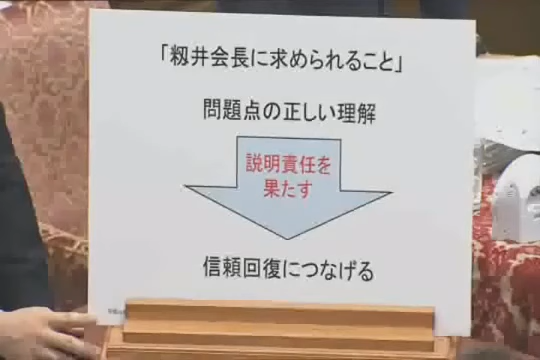 「籾井会長に求められること」
問題点の正しい理解
説明責任を
果たす
信頼回復につなげる